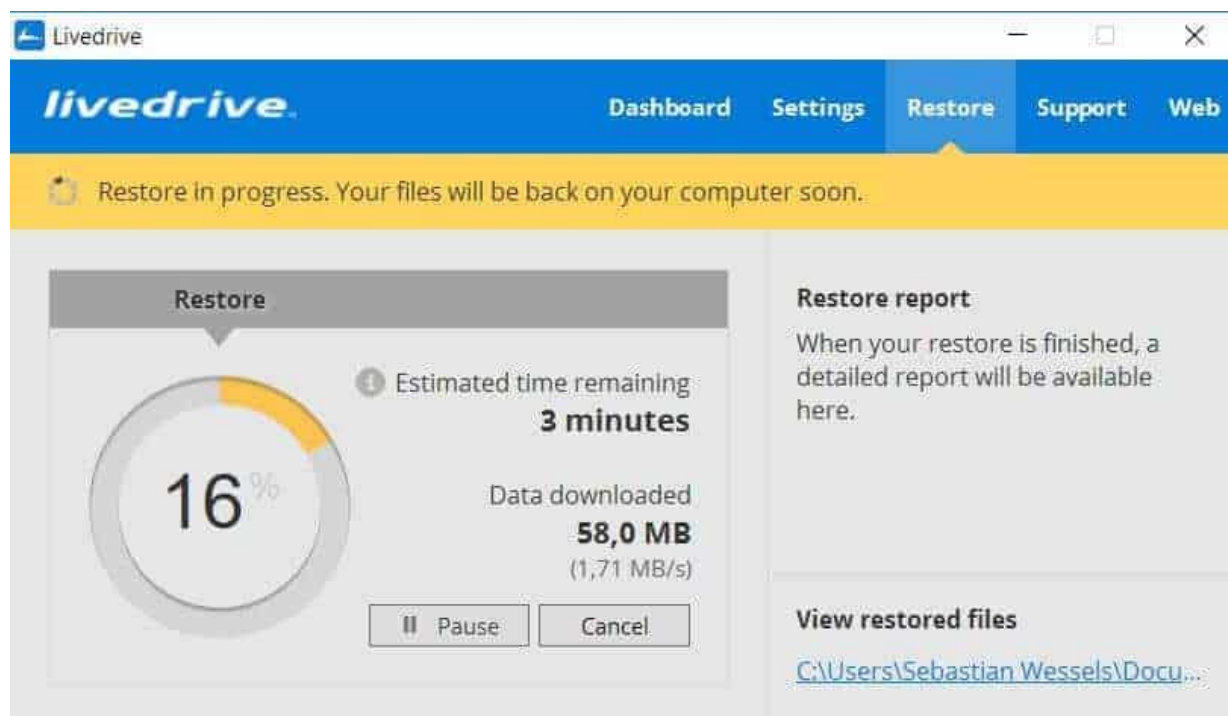 Livedrive
livedrive.
Dashboard Settings Restore Support Web
Restore in progress. Your files will be back on your computer soon.
Restore
16 %
Estimated time remaining
3 minutes
Data downloaded
58,0 MB
(1,71 MB/s)
Pause Cancel
Restore report
When your restore is finished, a
detailed report will be available
here.
View restored files
C:\Users\Sebastian Wessels\Docu...